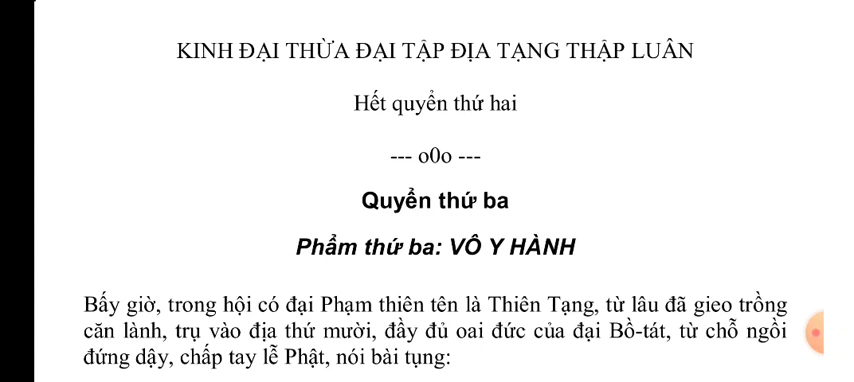 KINH ĐẠI THỪA ĐẠI TẬP ĐỊA TẠNG THẬP LUÂN
Hết quyển thứ hai
--- o0o ---
Quyển thứ ba
Phẩm thứ ba: VÔ Y HÀNH
Bấy giờ, trong hội có đại Phạm thiên tên là Thiên Tạng, từ lâu đã gieo trồng
căn lành, trụ vào địa thứ mười, đầy đủ oai đức của đại Bồ-tát, từ chỗ ngồi
đứng dậy, chấp tay lễ Phật, nói bài tụng: